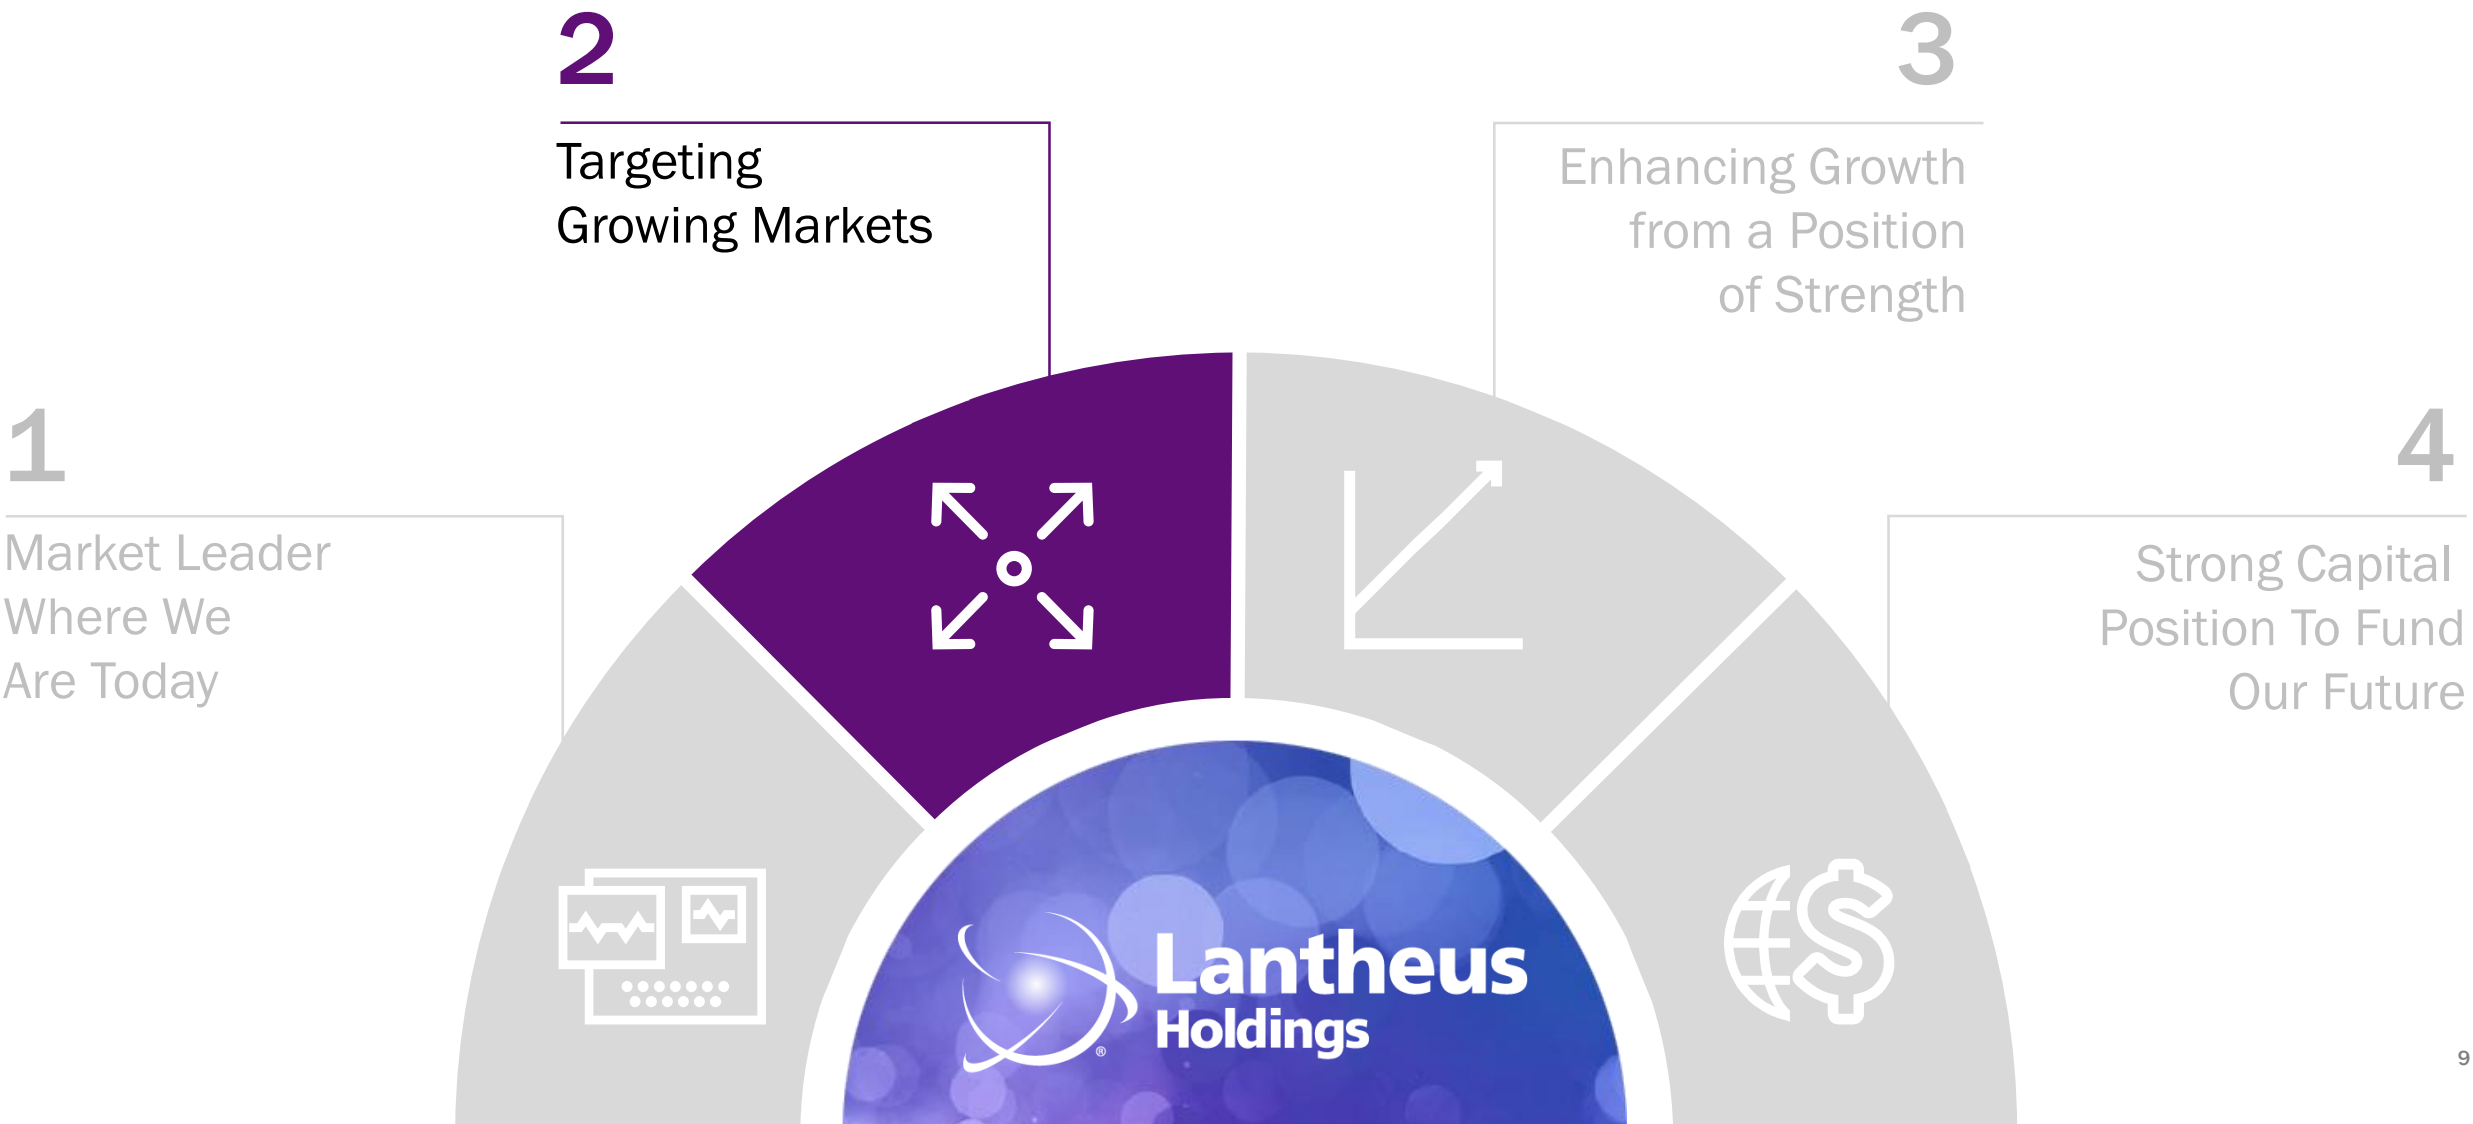 2
Targeting
Growing Markets
3
Enhancing Growth
from a Position
of Strength
1
Market Leader
Where We
Are Today
4
Strong Capital
Position To Fund
Our Future
Lantheus
Holdings
®
9